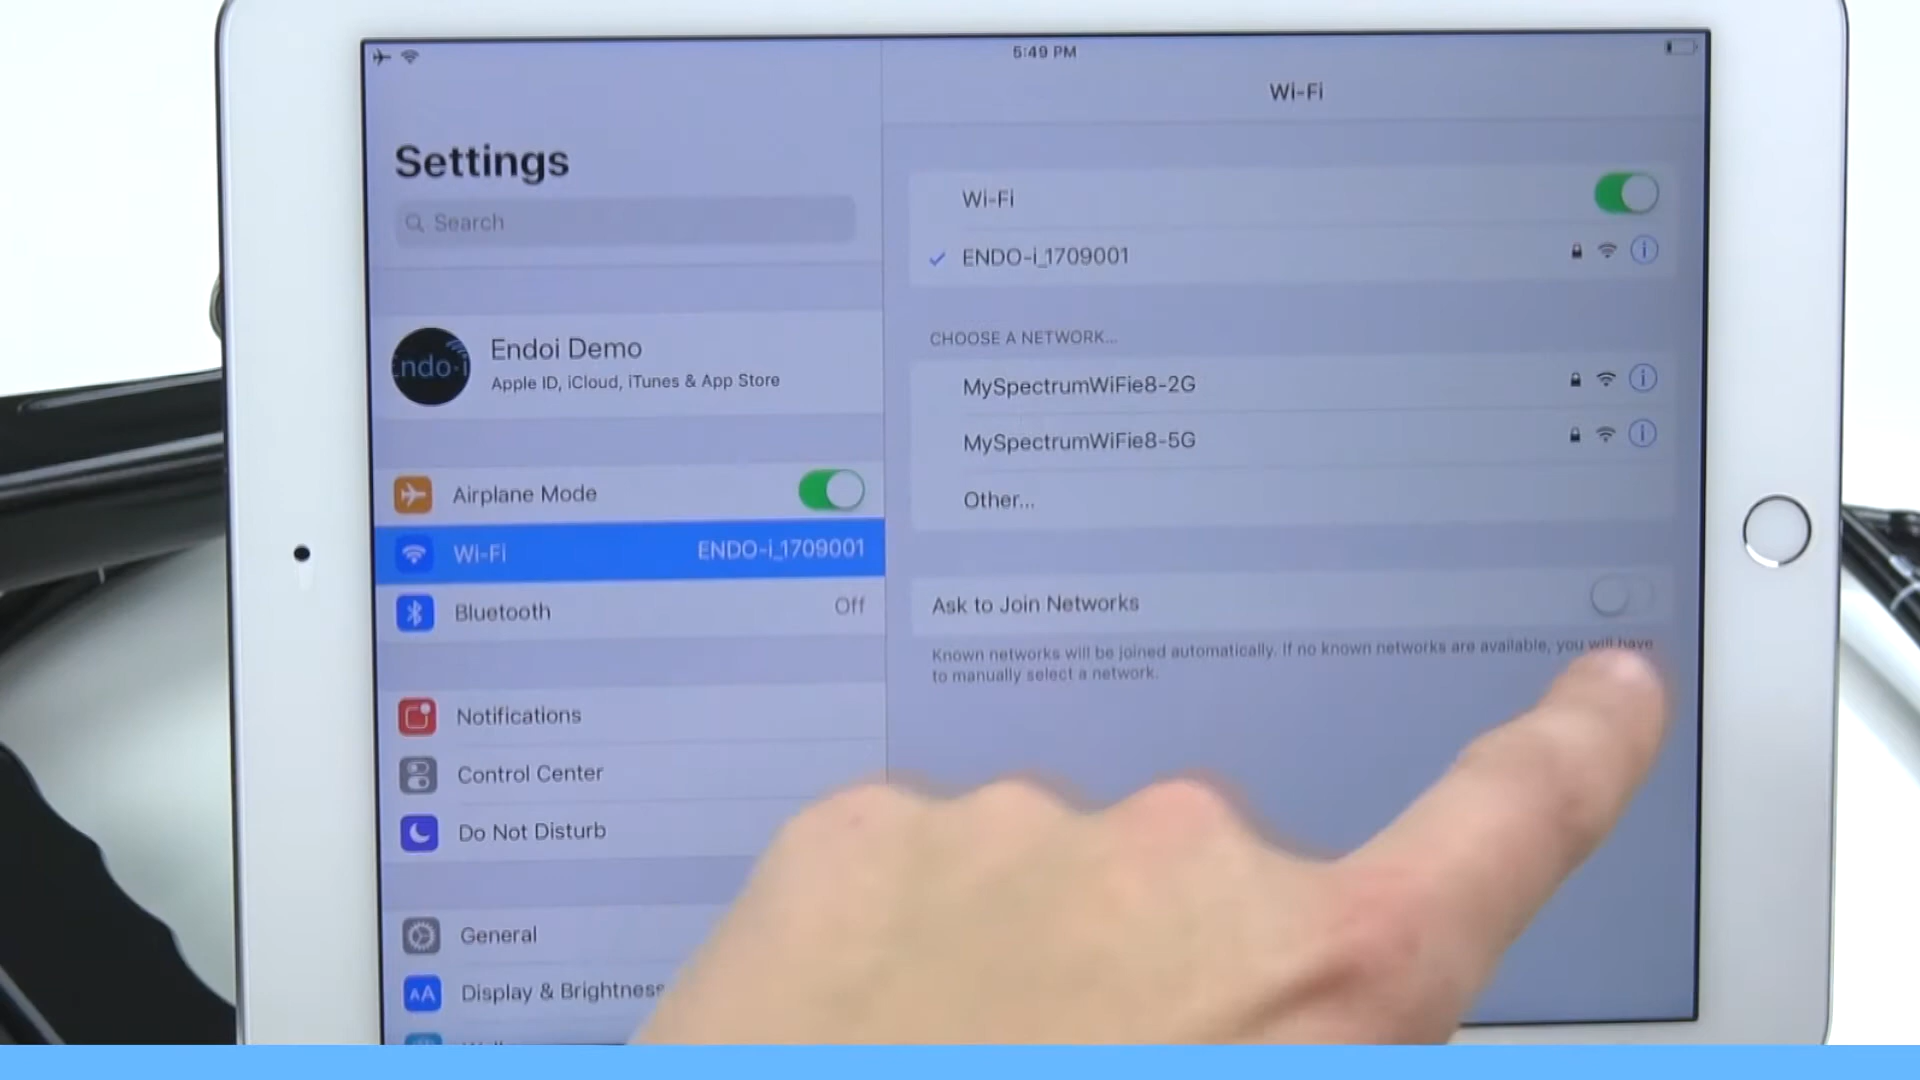 5:49 PM
Settings
Search
ndo-i
Endoi Demo
Apple ID, iCloud, iTunes & App Store
Airplane Mode
Wi-Fi ENDO-i_1709001
Bluetooth Off
Notifications
Control Center
Do Not Disturb
General
AA Display & Brightness
Wi-Fi
Wi-Fi
ENDO-i_1709001
CHOOSE A NETWORK...
MySpectrumWiFie8-2G
MySpectrumWiFie8-5G
Other...
Ask to Join Networks
Known networks will be joined automatically. If no known networks are available, you will have
to manually select a network.